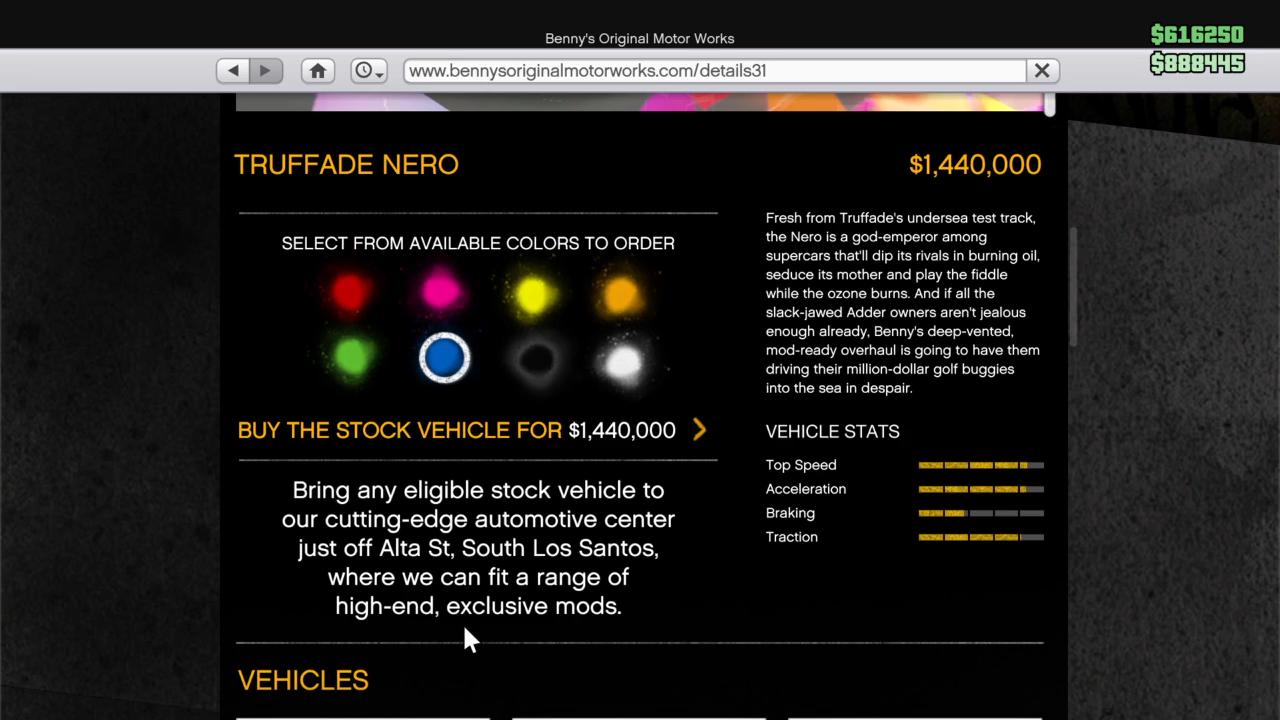 Benny's Original Motor Works
$616250
$888445
www.bennysoriginalmotorworks.com/details31
TRUFFADE NERO
$1,440,000
SELECT FROM AVAILABLE COLORS TO ORDER
BUY THE STOCK VEHICLE FOR $1,440,000
Bring any eligible stock vehicle to
our cutting-edge automotive center
just off Alta St, South Los Santos,
where we can fit a range of
high-end, exclusive mods.
Fresh from Truffade's undersea test track,
the Nero is a god-emperor among
supercars that'll dip its rivals in burning oil,
seduce its mother and play the fiddle
while the ozone burns. And if all the
slack-jawed Adder owners aren't jealous
enough already, Benny's deep-vented,
mod-ready overhaul is going to have them
driving their million-dollar golf buggies
into the sea in despair.
VEHICLE STATS
Top Speed
Acceleration
Braking
Traction
VEHICLES